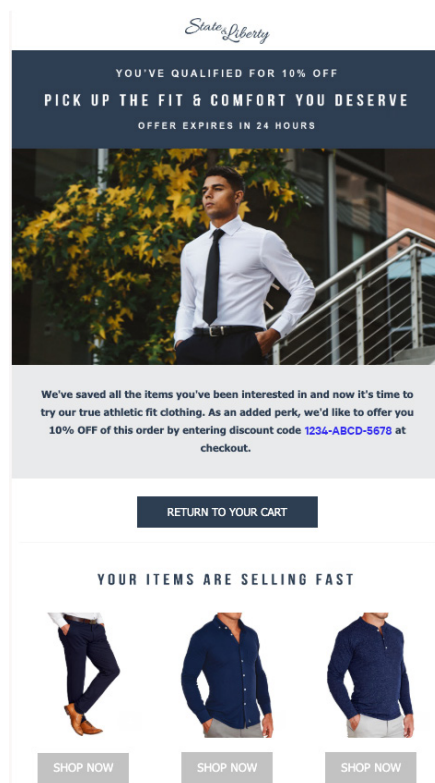 State & Liberty
YOU'VE QUALIFIED FOR 10% OFF
PICK UP THE FIT & COMFORT YOU DESERVE
OFFER EXPIRES IN 24 HOURS
We've saved all the items you've been interested in and now it's time to
try our true athletic fit clothing. As an added perk, we'd like to offer you
10% OFF of this order by entering discount code 1234-ABCD-5678 at
checkout.
RETURN TO YOUR CART
YOUR ITEMS ARE SELLING FAST
SHOP NOW SHOP NOW SHOP NOW